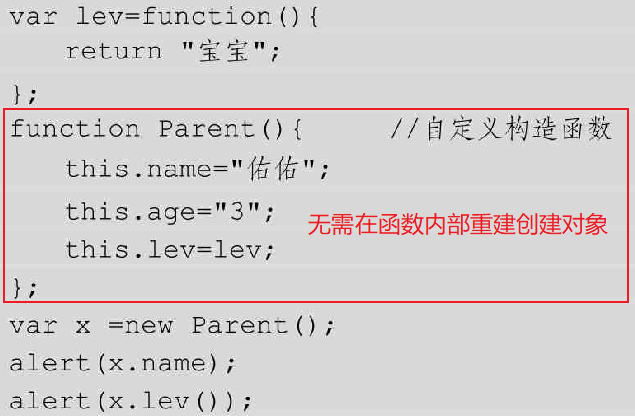 var lev=function(){
return "宝宝";
};
function Parent(){ //自定义构造函数
this.name="佑佑";
this.age="3";
无需在函数内部重建创建对象
this.lev=lev;
};
var x =new Parent();
alert(x.name);
alert(x.lev());